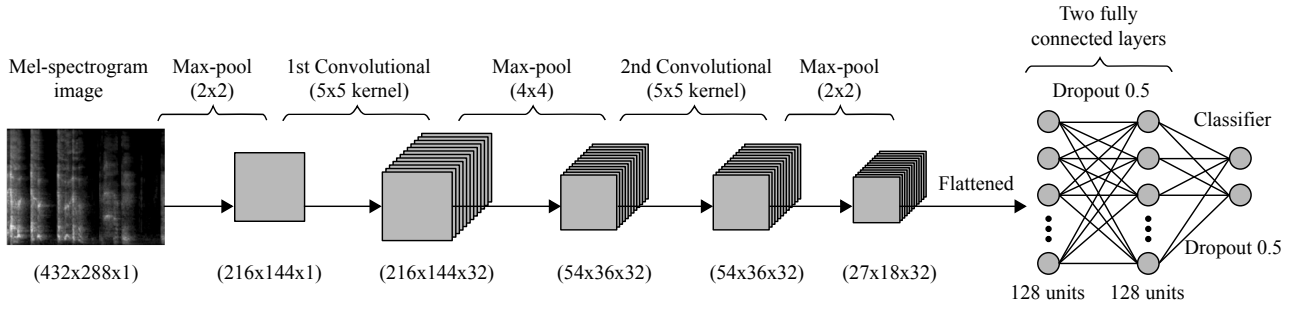 Two fully
connected layers
Mel-spectrogram
image
Max-pool
(2x2)
1st Convolutional
(5x5 kernel)
Max-pool
(4x4)
2nd Convolutional
(5x5 kernel)
Max-pool
(2x2)
Dropout 0.5
Classifier
Flattened
Dropout 0.5
(432x288x1)
(216x144x1)
(216x144x32)
(54x36x32)
(54x36x32)
(27x18x32)
128 units
128 units